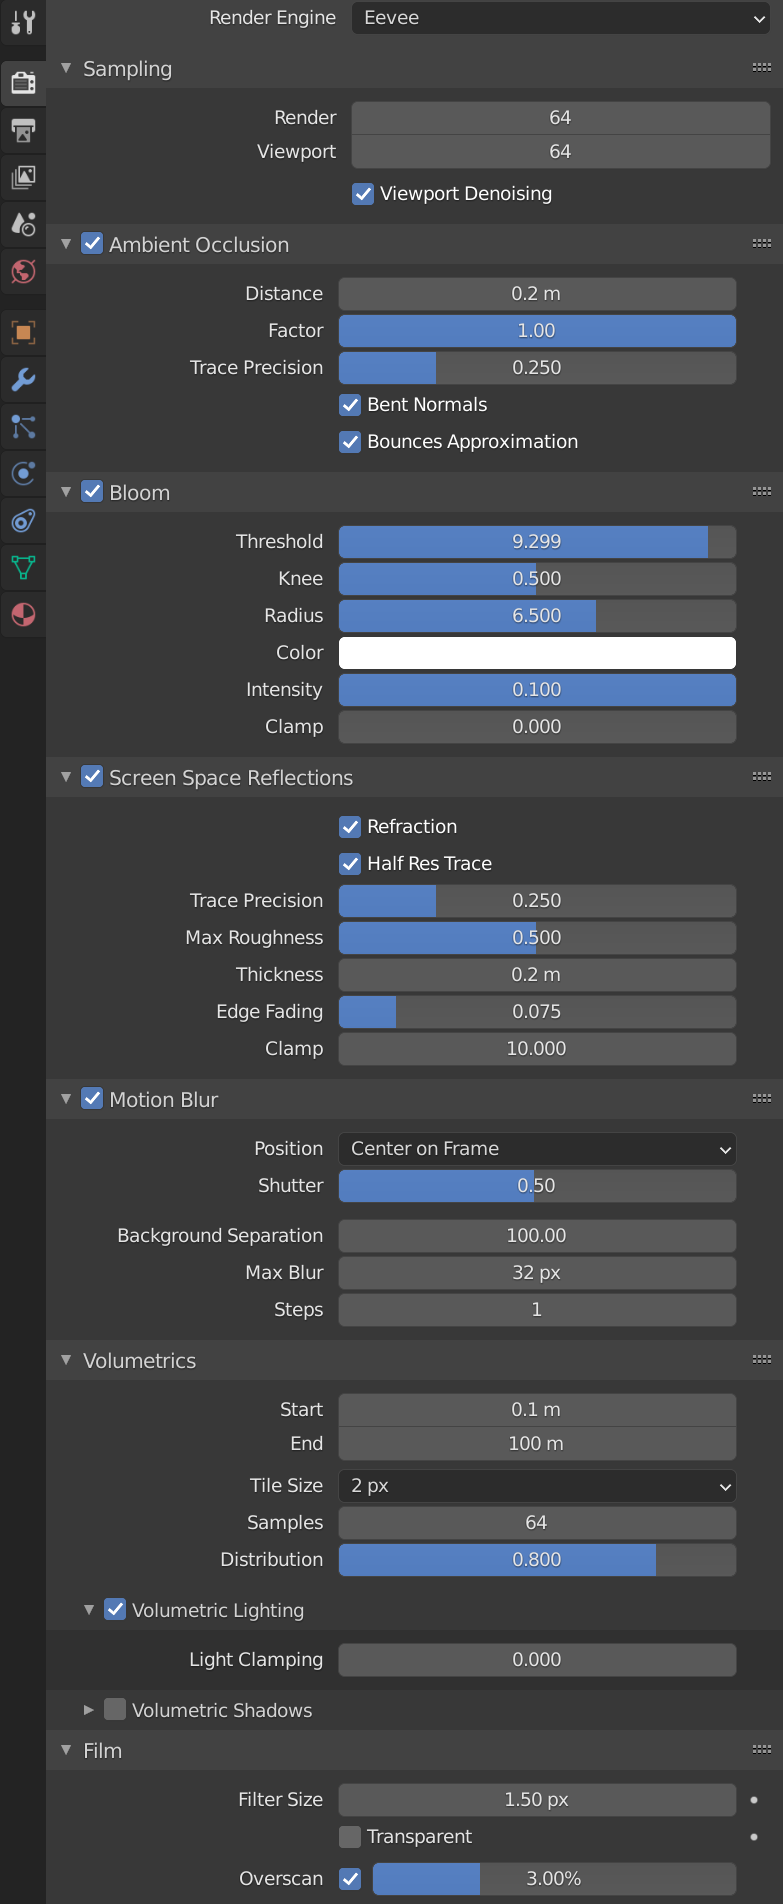 Render Engine Eevee
Sampling
Render 64
Viewport 64
Viewport Denoising
Ambient Occlusion
Distance 0.2 m
Factor 1.00
Trace Precision 0.250
Bent Normals
Bounces Approximation
Bloom
Threshold 9.299
Knee 0.500
Radius 6.500
Color
Intensity 0.100
Clamp 0.000
Screen Space Reflections
Refraction
Half Res Trace
Trace Precision 0.250
Max Roughness 0.500
Thickness 0.2 m
Edge Fading 0.075
Clamp 10.000
Motion Blur
Position Center on Frame
Shutter 0.50
Background Separation 100.00
Max Blur 32 px
Steps 1
Volumetrics
Start 0.1 m
End 100 m
Tile Size 2 px
Samples 64
Distribution 0.800
Volumetric Lighting
Light Clamping 0.000
Volumetric Shadows
Film
Filter Size 1.50 px
Transparent
Overscan 3.00%